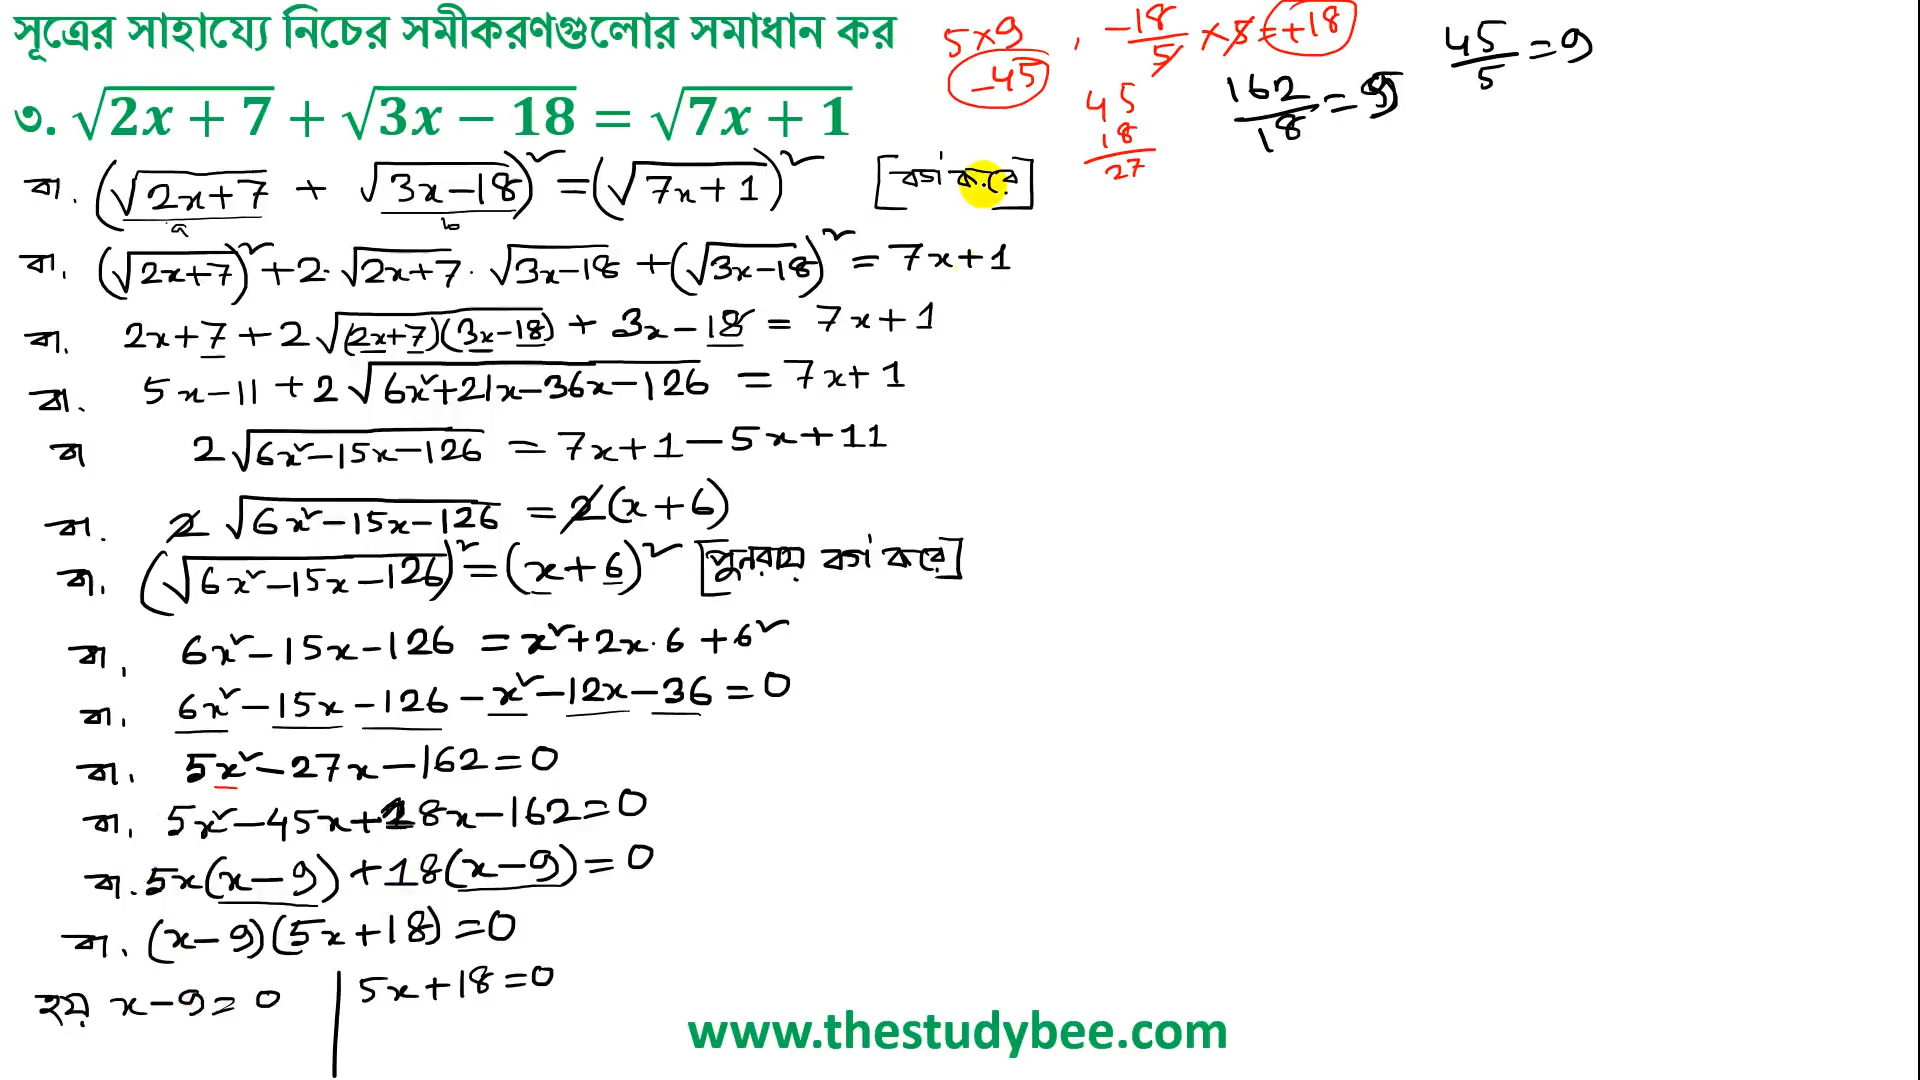 সূত্রের সাহায্যে নিচের সমীকরণগুলোর সমাধান কর
5×9 , -18/5 ×5=+18
-45
45
18
27
162/18=9
45/5=9
৩. √(2x + 7) + √(3x − 18) = √(7x + 1)
বা. (√(2x+7) + √(3x-18))² = (√(7x+1))² [বর্গ করে]
a b
বা. (√(2x+7))² + 2·√(2x+7)·√(3x-18) + (√(3x-18))² = 7x+1
বা. 2x+7+2√((2x+7)(3x-18)) + 3x-18 = 7x+1
বা. 5x-11+2√(6x²+21x-36x-126) = 7x+1
বা 2√(6x²-15x-126) = 7x+1-5x+11
বা. 2√(6x²-15x-126) = 2(x+6)
বা. (√(6x²-15x-126))² = (x+6)² [পুনরায় বর্গ করে]
বা. 6x²-15x-126 = x²+2x·6+6²
বা. 6x²-15x-126-x²-12x-36=0
বা. 5x²-27x-162=0
বা. 5x²-45x+18x-162=0
বা. 5x(x-9)+18(x-9)=0
বা. (x-9)(5x+18)=0
হয় x-9=0 | 5x+18=0
www.thestudybee.com